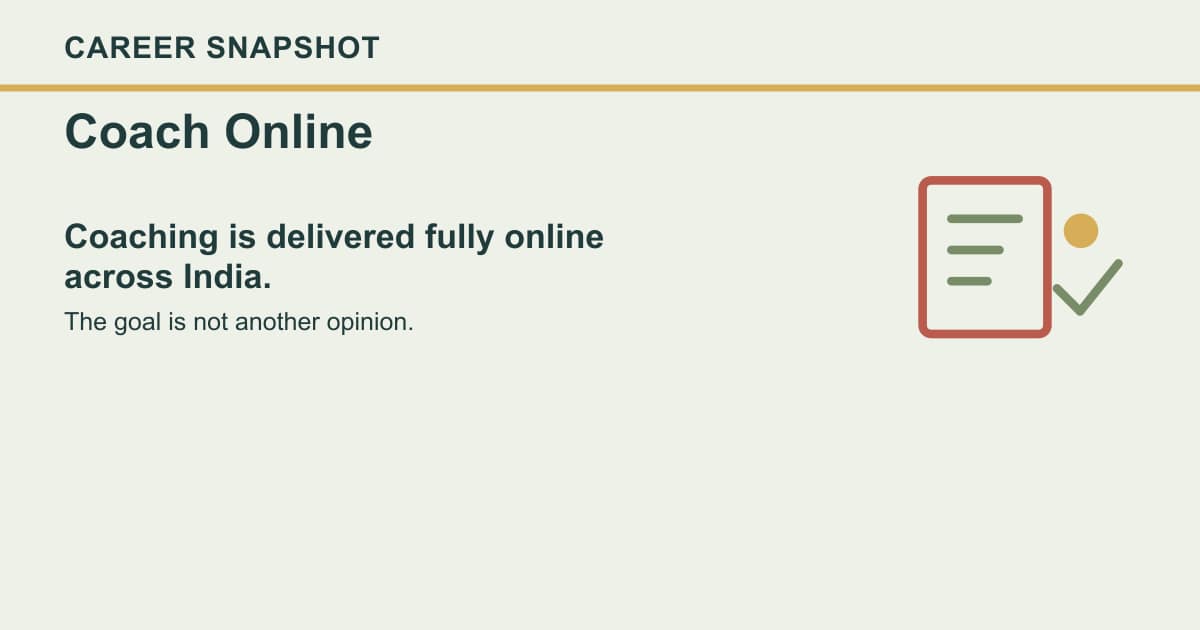 CAREER SNAPSHOT
Coach Online
Coaching is delivered fully online
across India.
The goal is not another opinion.